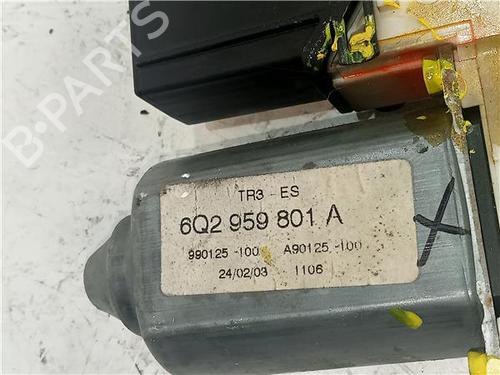 B-PARTS
TR3 - ES
6Q2 959 801 A
990125-100 A90125-100
24/02/03 1106
X